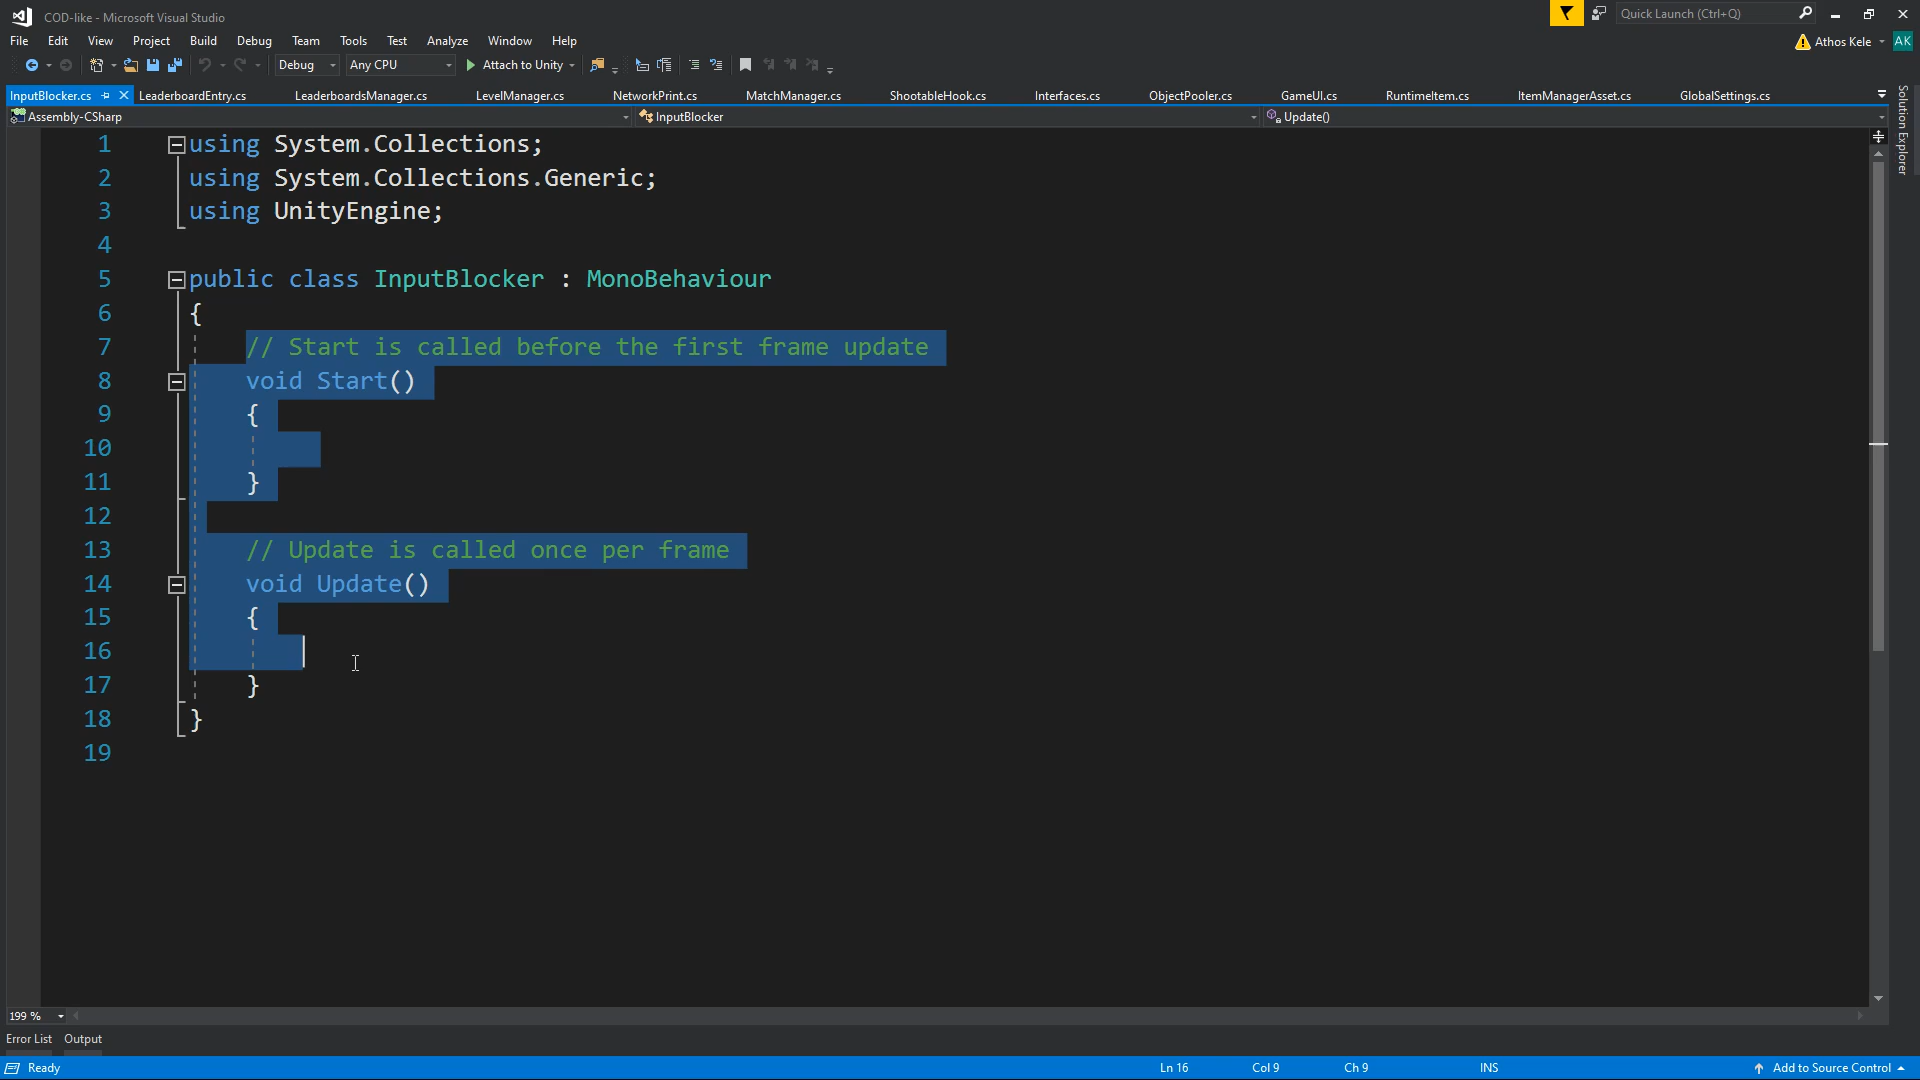 COD-like - Microsoft Visual Studio
Quick Launch (Ctrl+Q)
File Edit View Project Build Debug Team Tools Test Analyze Window Help
Athos Kele AK
Debug Any CPU Attach to Unity
InputBlocker.cs LeaderboardEntry.cs LeaderboardsManager.cs LevelManager.cs NetworkPrint.cs MatchManager.cs ShootableHook.cs Interfaces.cs ObjectPooler.cs GameUI.cs RuntimeItem.cs ItemManagerAsset.cs GlobalSettings.cs
Solution Explorer
Assembly-CSharp InputBlocker Update()
1 using System.Collections;
2 using System.Collections.Generic;
3 using UnityEngine;
4
5 public class InputBlocker : MonoBehaviour
6 {
7 // Start is called before the first frame update
8 void Start()
9 {
10
11 }
12
13 // Update is called once per frame
14 void Update()
15 {
16
17 }
18 }
19
199 %
Error List Output
Ready Ln 16 Col 9 Ch 9 INS Add to Source Control